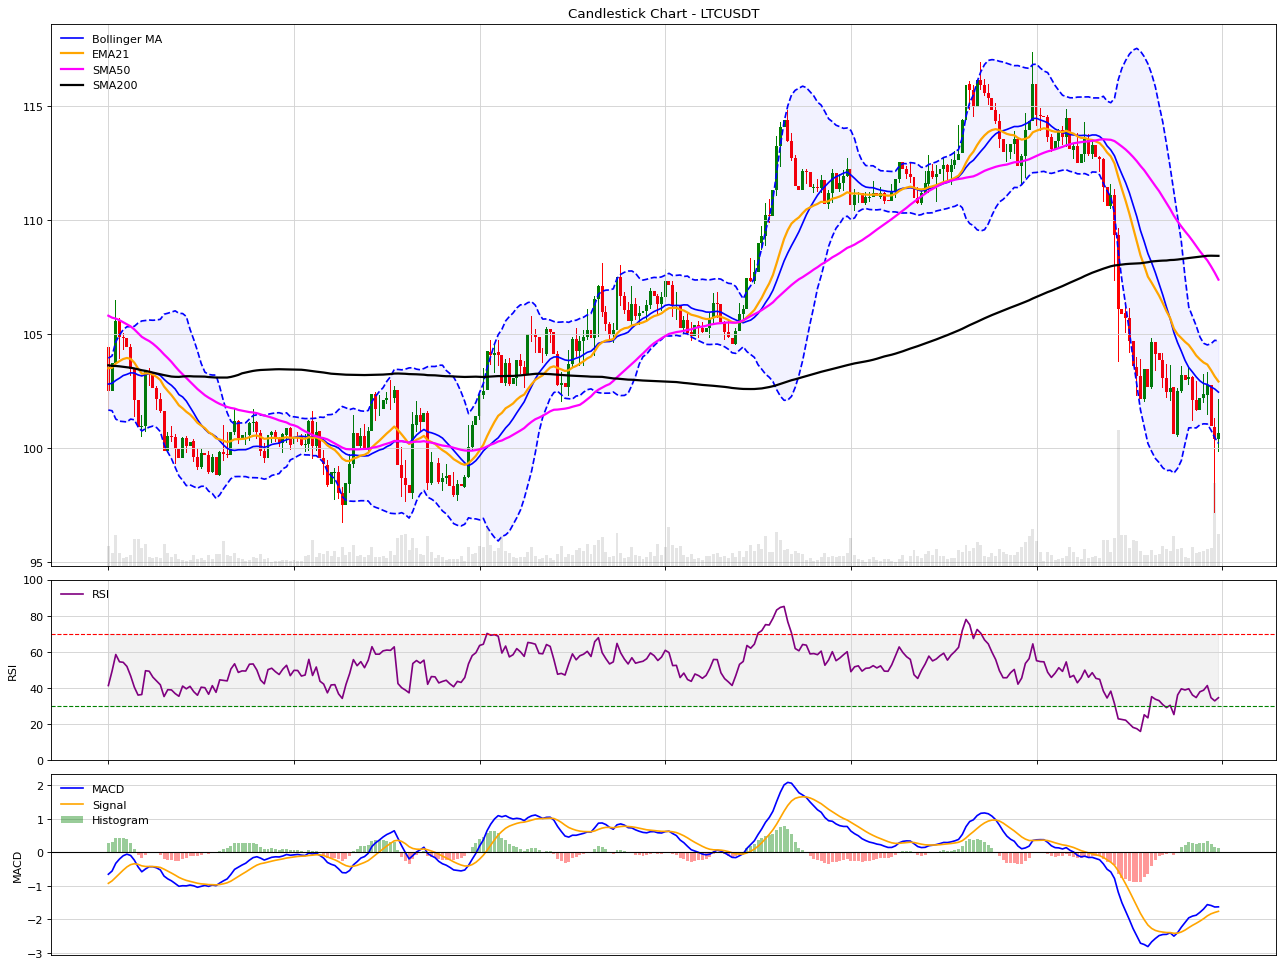 Candlestick Chart - LTCUSDT
Bollinger MA
EMA21
SMA50
SMA200
115
110
105
100
95
100
80
60
40
20
0
RSI
RSI
2
1
0
−1
−2
−3
MACD
MACD
Signal
Histogram